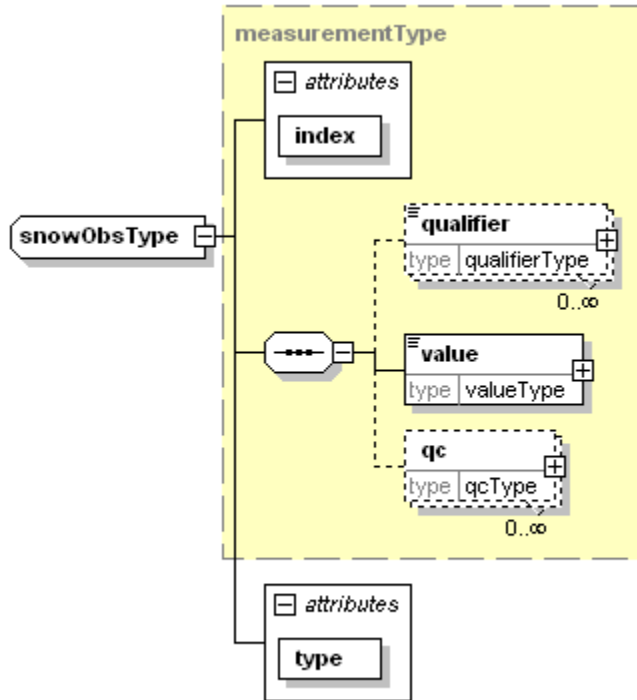 measurementType
attributes
index
snowObsType
qualifier
type qualifierType
0..∞
value
type valueType
qc
type qcType
0..∞
attributes
type